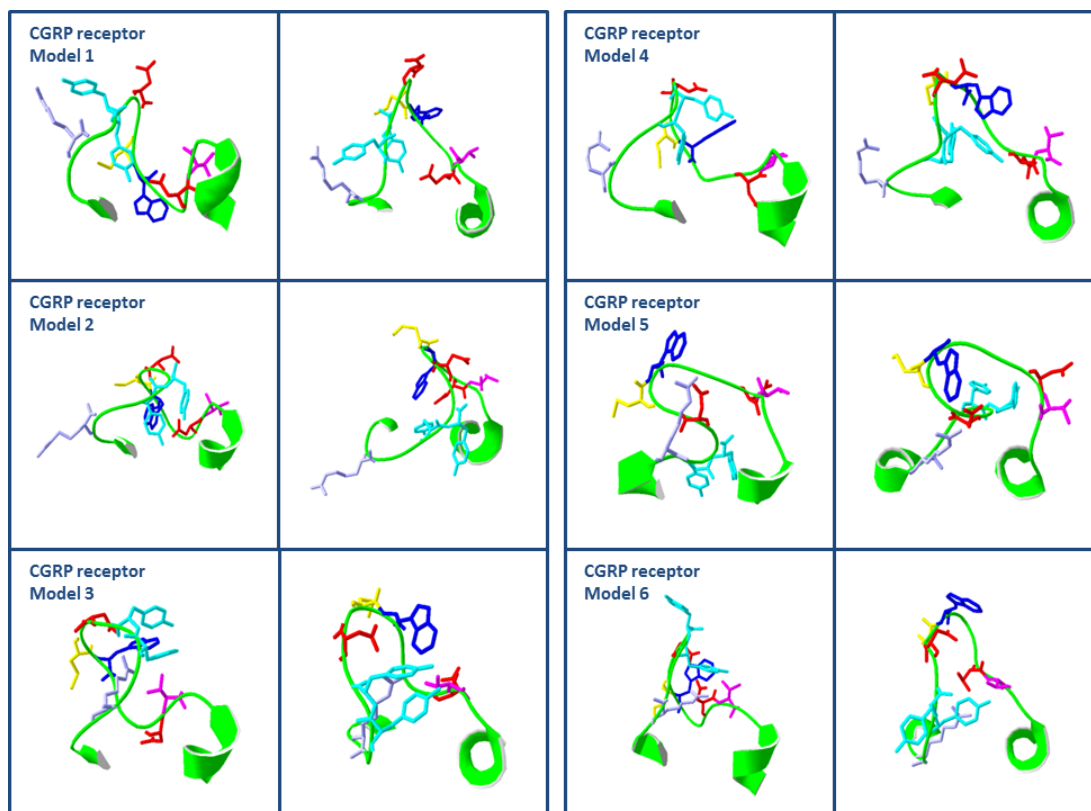 CGRP receptor
Model 1
CGRP receptor
Model 4
CGRP receptor
Model 2
CGRP receptor
Model 5
CGRP receptor
Model 3
CGRP receptor
Model 6